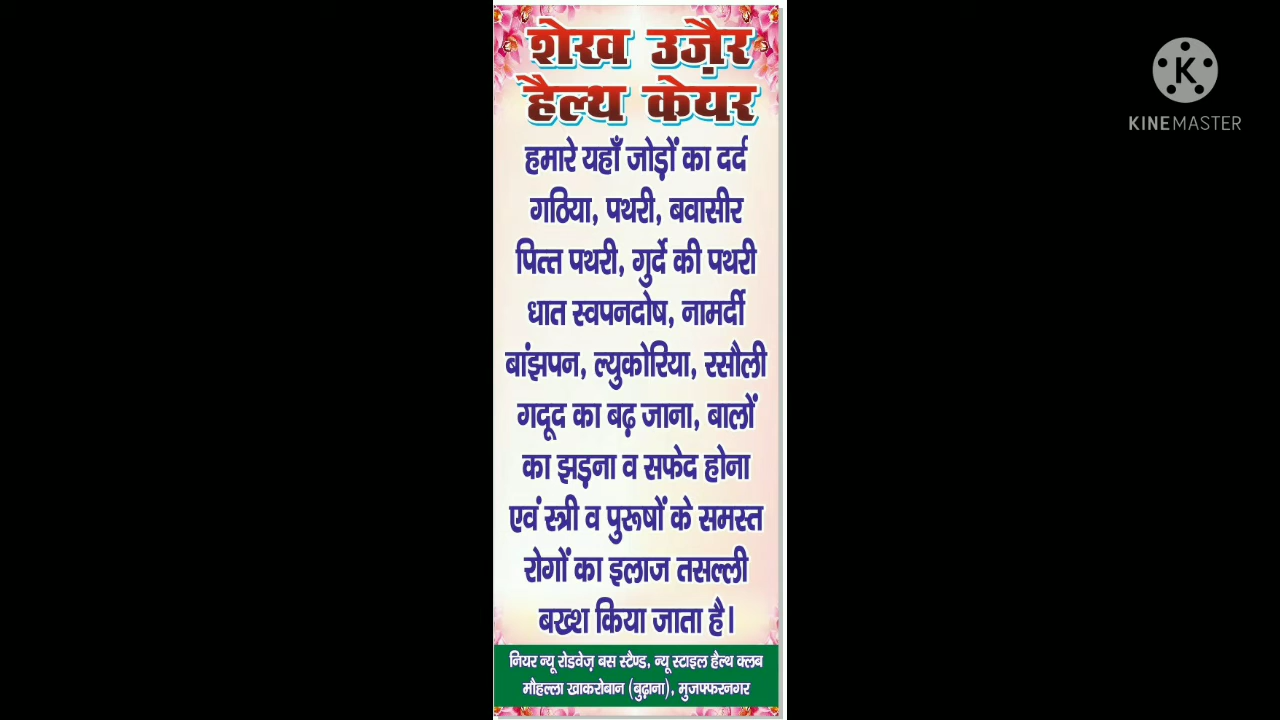 शेख उज़ैर
हैल्थ केयर
हमारे यहाँ जोड़ों का दर्द
गठिया, पथरी, बवासीर
पित्त पथरी, गुर्दे की पथरी
धात स्वपनदोष, नामर्दी
बांझपन, ल्युकोरिया, रसौली
गदूद का बढ़ जाना, बालों
का झड़ना व सफेद होना
एवं स्त्री व पुरूषों के समस्त
रोगों का इलाज तसल्ली
बख्श किया जाता है।
नियर न्यू रोडवेज़ बस स्टैण्ड, न्यू स्टाइल हैल्थ क्लब
मौहल्ला खाकरोबान (बुढ़ाना), मुजफ्फरनगर
K
KINEMASTER